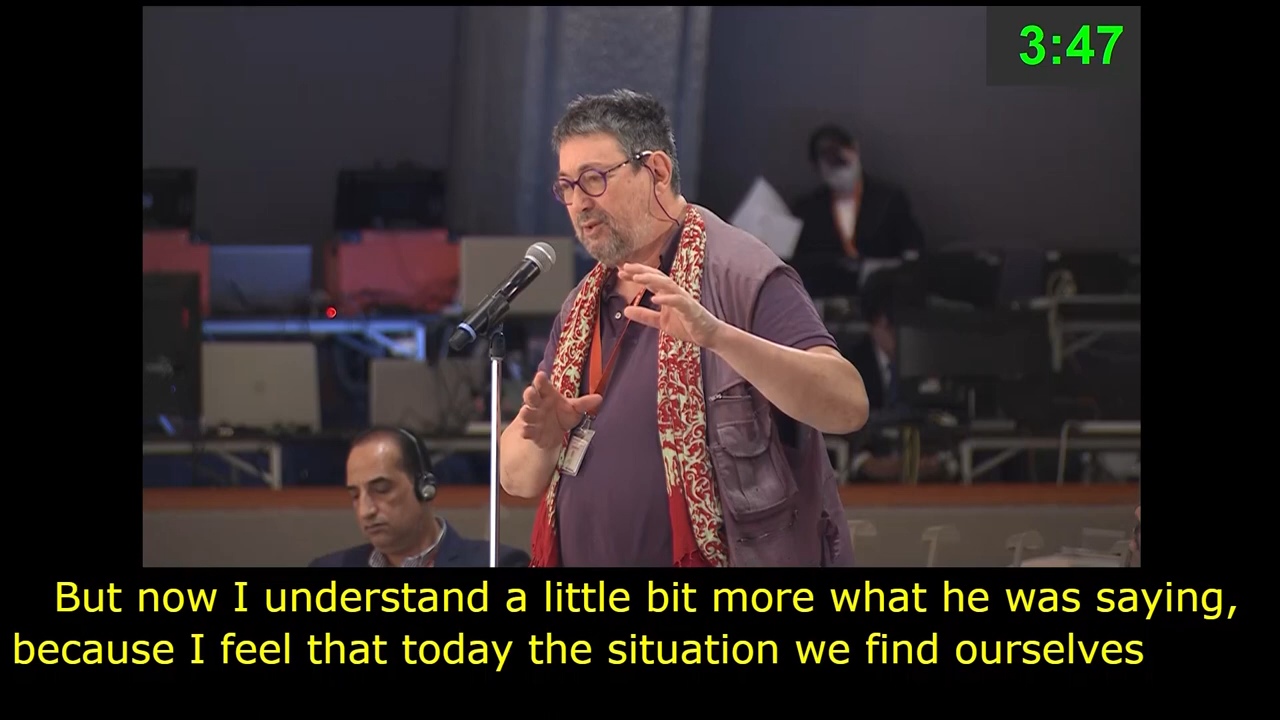 3:47
But now I understand a little bit more what he was saying,
because I feel that today the situation we find ourselves